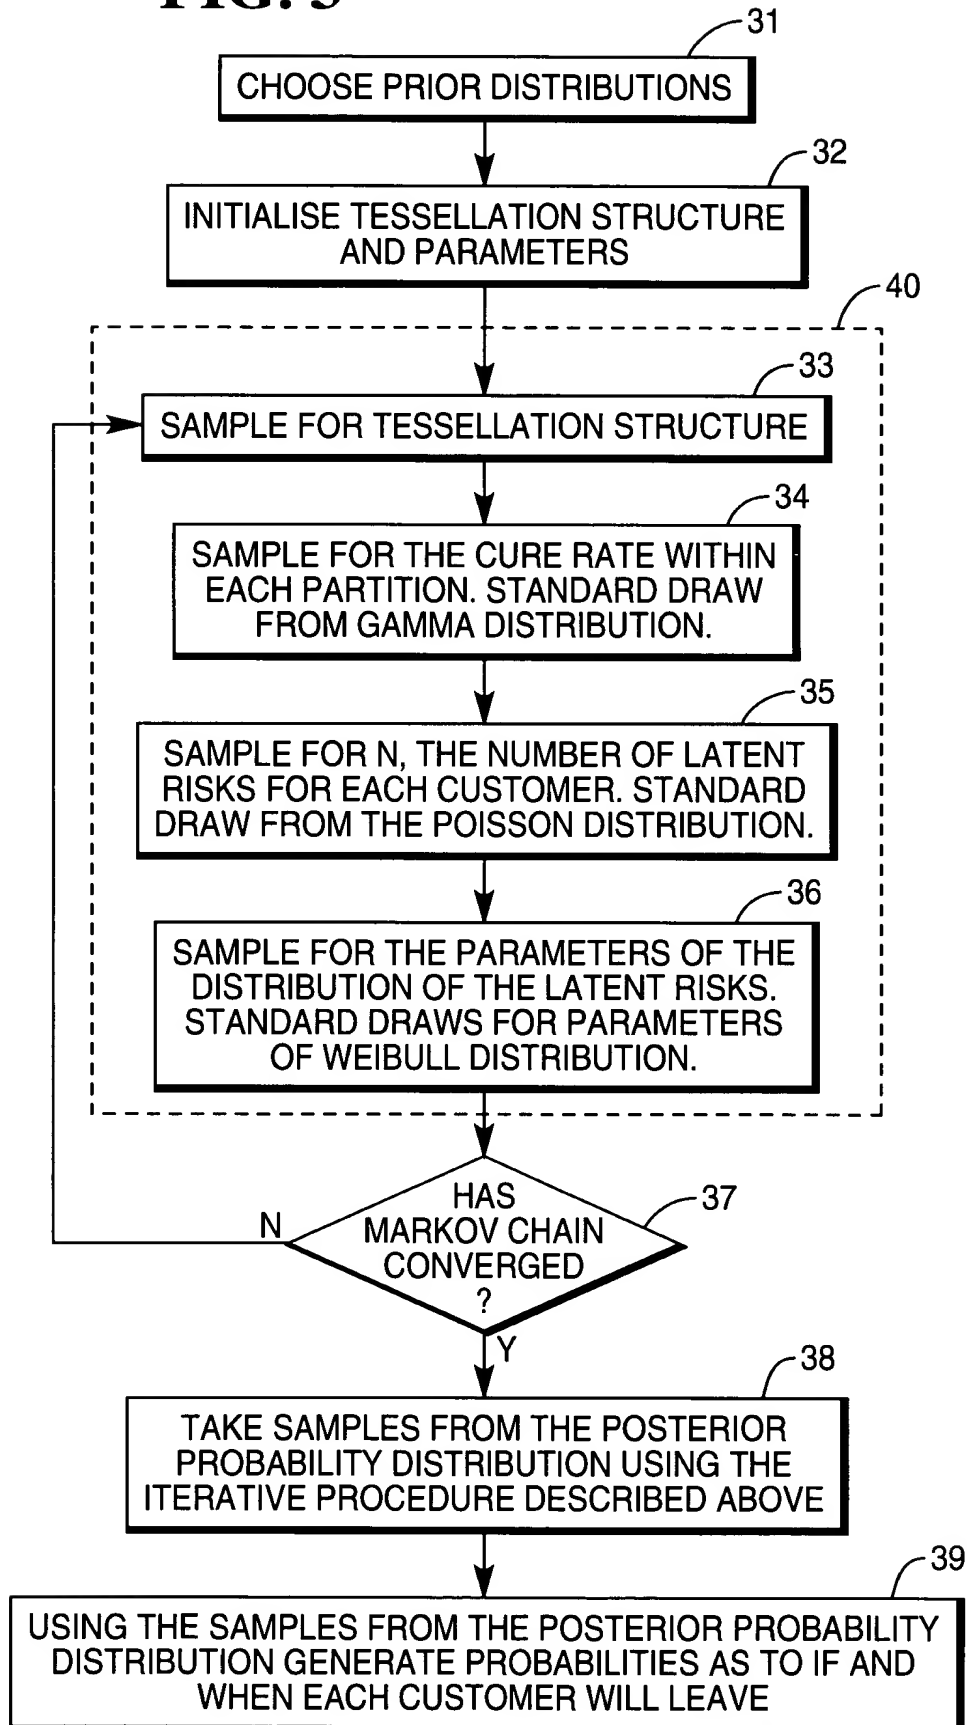 31
CHOOSE PRIOR DISTRIBUTIONS
32
INITIALISE TESSELLATION STRUCTURE
AND PARAMETERS
40
33
SAMPLE FOR TESSELLATION STRUCTURE
34
SAMPLE FOR THE CURE RATE WITHIN
EACH PARTITION. STANDARD DRAW
FROM GAMMA DISTRIBUTION.
35
SAMPLE FOR N, THE NUMBER OF LATENT
RISKS FOR EACH CUSTOMER. STANDARD
DRAW FROM THE POISSON DISTRIBUTION.
36
SAMPLE FOR THE PARAMETERS OF THE
DISTRIBUTION OF THE LATENT RISKS.
STANDARD DRAWS FOR PARAMETERS
OF WEIBULL DISTRIBUTION.
37
HAS
MARKOV CHAIN
CONVERGED
?
N
Y
38
TAKE SAMPLES FROM THE POSTERIOR
PROBABILITY DISTRIBUTION USING THE
ITERATIVE PROCEDURE DESCRIBED ABOVE
39
USING THE SAMPLES FROM THE POSTERIOR PROBABILITY
DISTRIBUTION GENERATE PROBABILITIES AS TO IF AND
WHEN EACH CUSTOMER WILL LEAVE